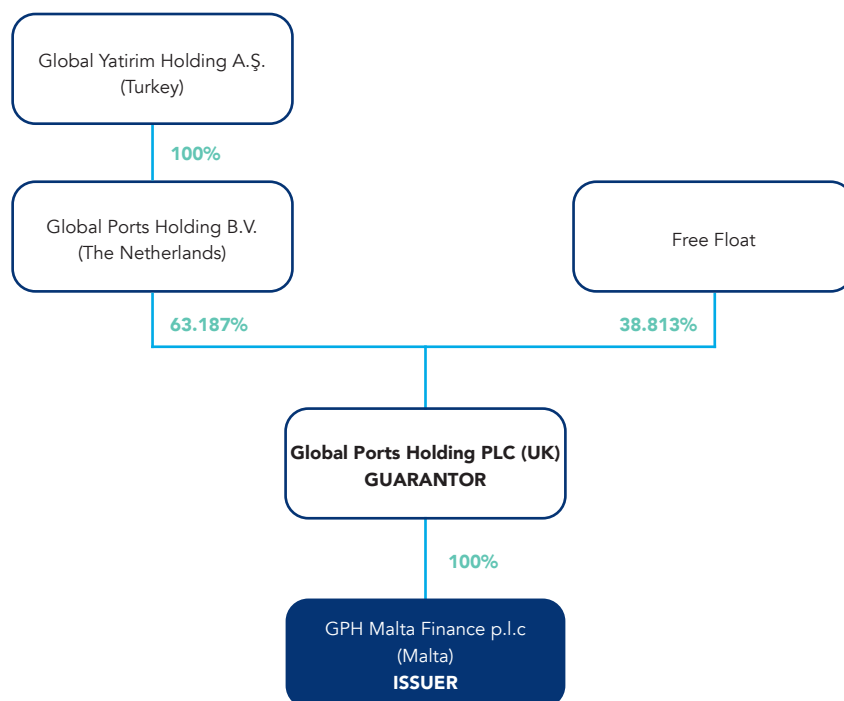 Global Yatirim Holding A.Ş.
(Turkey)
100%
Global Ports Holding B.V.
(The Netherlands)
Free Float
63.187%
38.813%
Global Ports Holding PLC (UK)
GUARANTOR
100%
GPH Malta Finance p.l.c
(Malta)
ISSUER